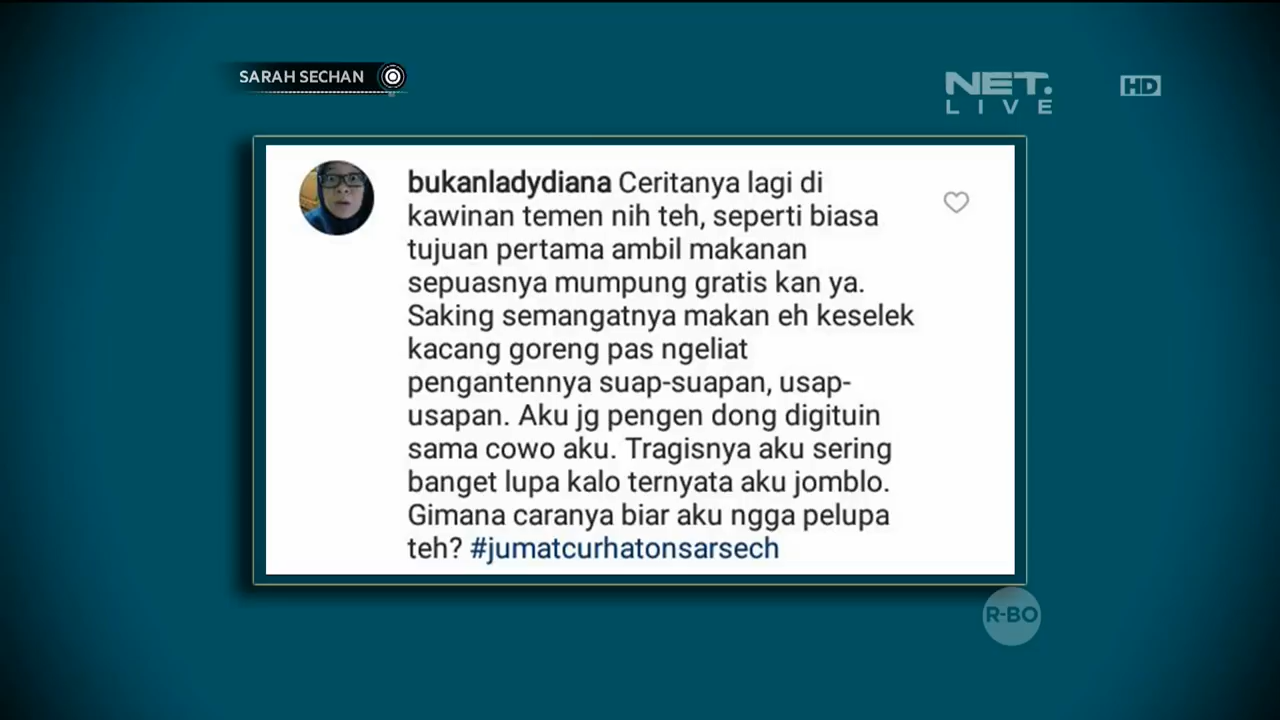 SARAH SECHAN
NET.
LIVE
HD
bukanladydiana Ceritanya lagi di
kawinan temen nih teh, seperti biasa
tujuan pertama ambil makanan
sepuasnya mumpung gratis kan ya.
Saking semangatnya makan eh keselek
kacang goreng pas ngeliat
pengantennya suap-suapan, usap-
usapan. Aku jg pengen dong digituin
sama cowo aku. Tragisnya aku sering
banget lupa kalo ternyata aku jomblo.
Gimana caranya biar aku ngga pelupa
teh? #jumatcurhatonsarsech
R-BO